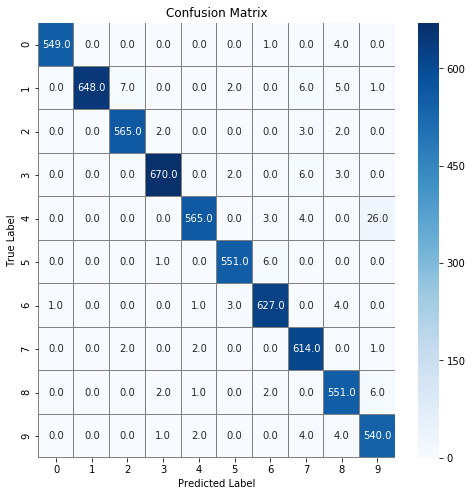 Confusion Matrix
0 549.0 0.0 0.0 0.0 0.0 0.0 1.0 0.0 4.0 0.0
1 0.0 648.0 7.0 0.0 0.0 2.0 0.0 6.0 5.0 1.0
2 0.0 0.0 565.0 2.0 0.0 0.0 0.0 3.0 2.0 0.0
3 0.0 0.0 0.0 670.0 0.0 2.0 0.0 6.0 3.0 0.0
4 0.0 0.0 0.0 0.0 565.0 0.0 3.0 4.0 0.0 26.0
5 0.0 0.0 0.0 1.0 0.0 551.0 6.0 0.0 0.0 0.0
6 1.0 0.0 0.0 0.0 1.0 3.0 627.0 0.0 4.0 0.0
7 0.0 0.0 2.0 0.0 2.0 0.0 0.0 614.0 0.0 1.0
8 0.0 0.0 0.0 2.0 1.0 0.0 2.0 0.0 551.0 6.0
9 0.0 0.0 0.0 1.0 2.0 0.0 0.0 4.0 4.0 540.0
0 1 2 3 4 5 6 7 8 9
Predicted Label
True Label
600
450
300
150
0